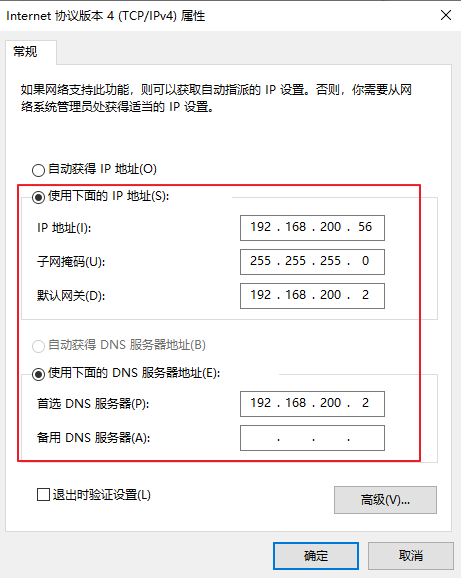 Internet 协议版本 4 (TCP/IPv4) 属性
常规
如果网络支持此功能，则可以获取自动指派的 IP 设置。否则，你需要从网
络系统管理员处获得适当的 IP 设置。
自动获得 IP 地址(O)
使用下面的 IP 地址(S):
IP 地址(I): 192 . 168 . 200 . 56
子网掩码(U): 255 . 255 . 255 . 0
默认网关(D): 192 . 168 . 200 . 2
自动获得 DNS 服务器地址(B)
使用下面的 DNS 服务器地址(E):
首选 DNS 服务器(P): 192 . 168 . 200 . 2
备用 DNS 服务器(A): . . .
退出时验证设置(L)
高级(V)...
确定 取消